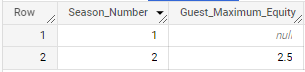 Row Season_Number Guest_Maximum_Equity
1 1 null
2 2 2.5